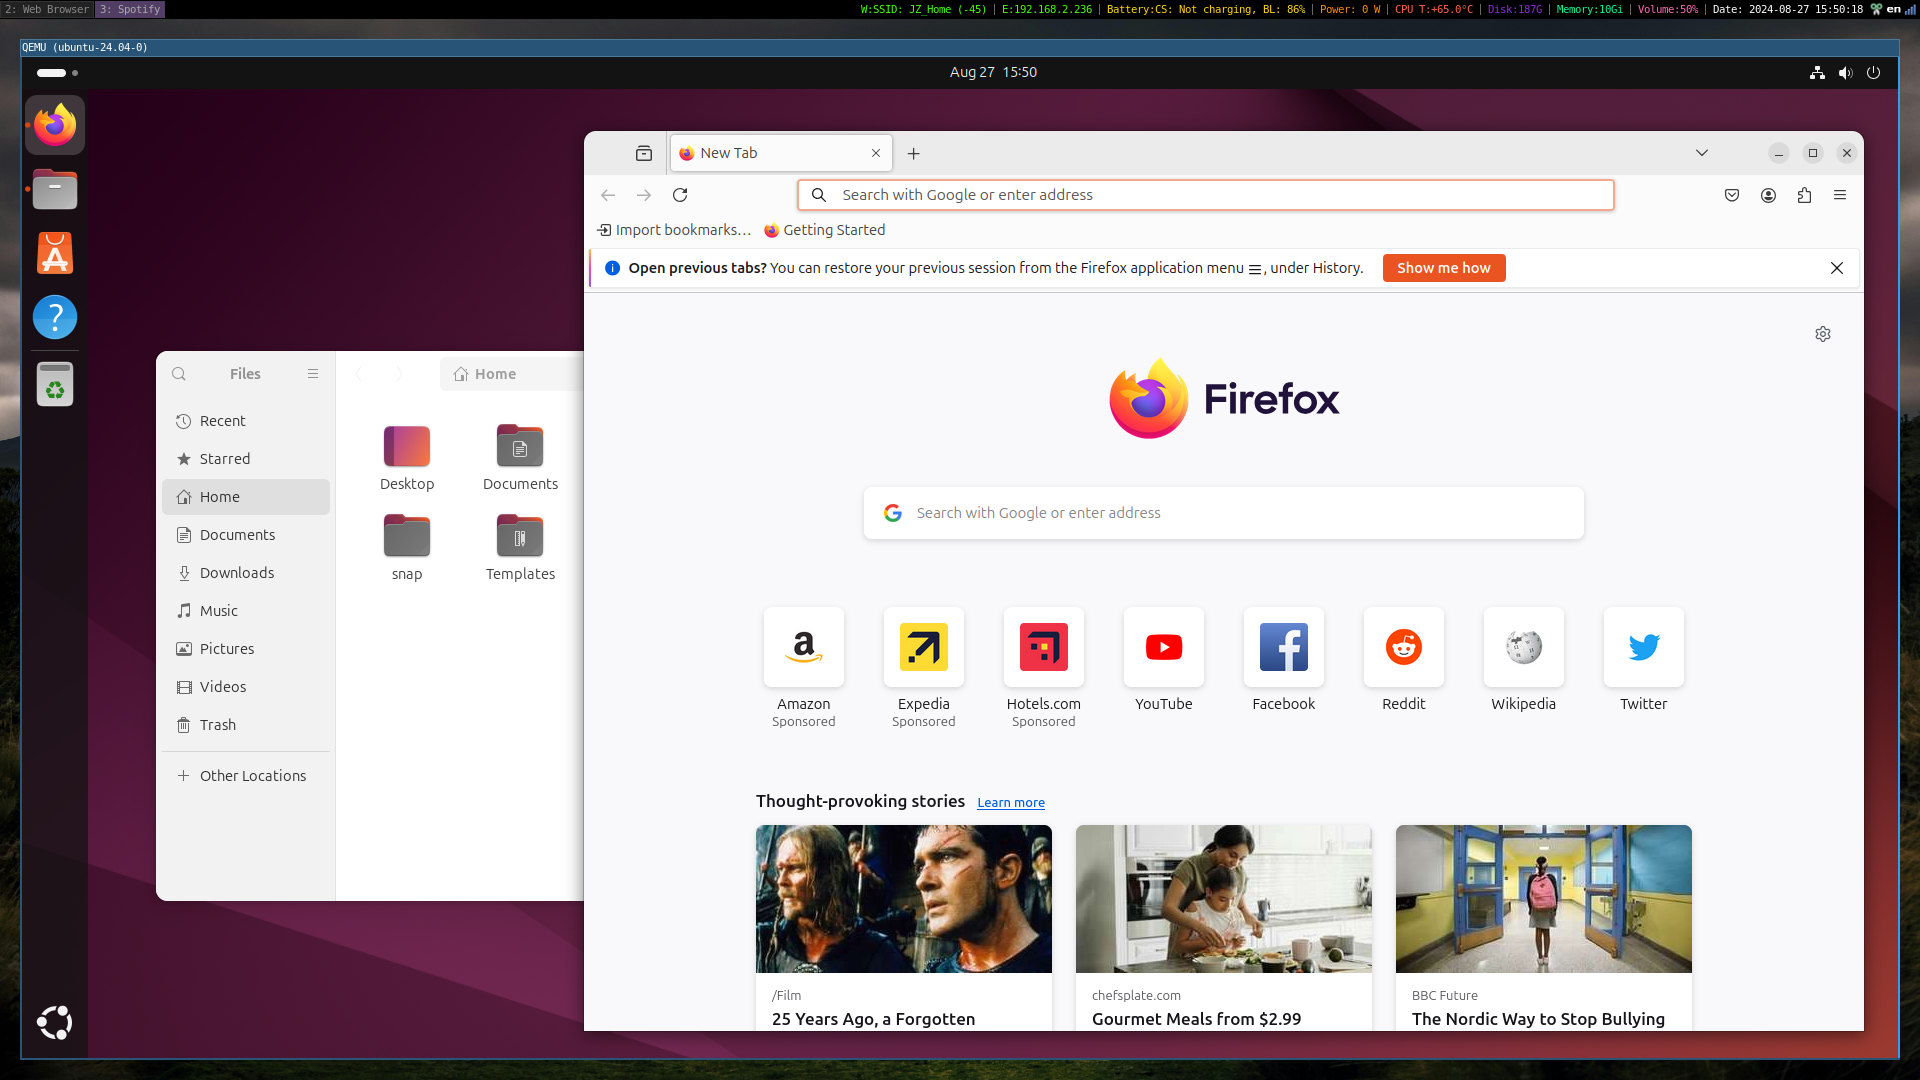 2: Web Browser
3: Spotify
W:SSID: JZ_Home (-45) | E:192.168.2.236 | Battery:CS: Not charging, BL: 86% | Power: 0 W | CPU T:+65.0°C | Disk:187G | Memory:10Gi | Volume:50% | Date: 2024-08-27 15:50:18 en
QEMU (ubuntu-24.04-0)
Aug 27 15:50
Files
Home
Recent
Starred
Home
Documents
Downloads
Music
Pictures
Videos
Trash
Other Locations
Desktop
Documents
snap
Templates
New Tab
Search with Google or enter address
Import bookmarks…
Getting Started
Open previous tabs? You can restore your previous session from the Firefox application menu ☰, under History.
Show me how
Firefox
Search with Google or enter address
Amazon
Sponsored
Expedia
Sponsored
Hotels.com
Sponsored
YouTube
Facebook
Reddit
Wikipedia
Twitter
Thought-provoking stories Learn more
/Film
25 Years Ago, a Forgotten
chefsplate.com
Gourmet Meals from $2.99
BBC Future
The Nordic Way to Stop Bullying